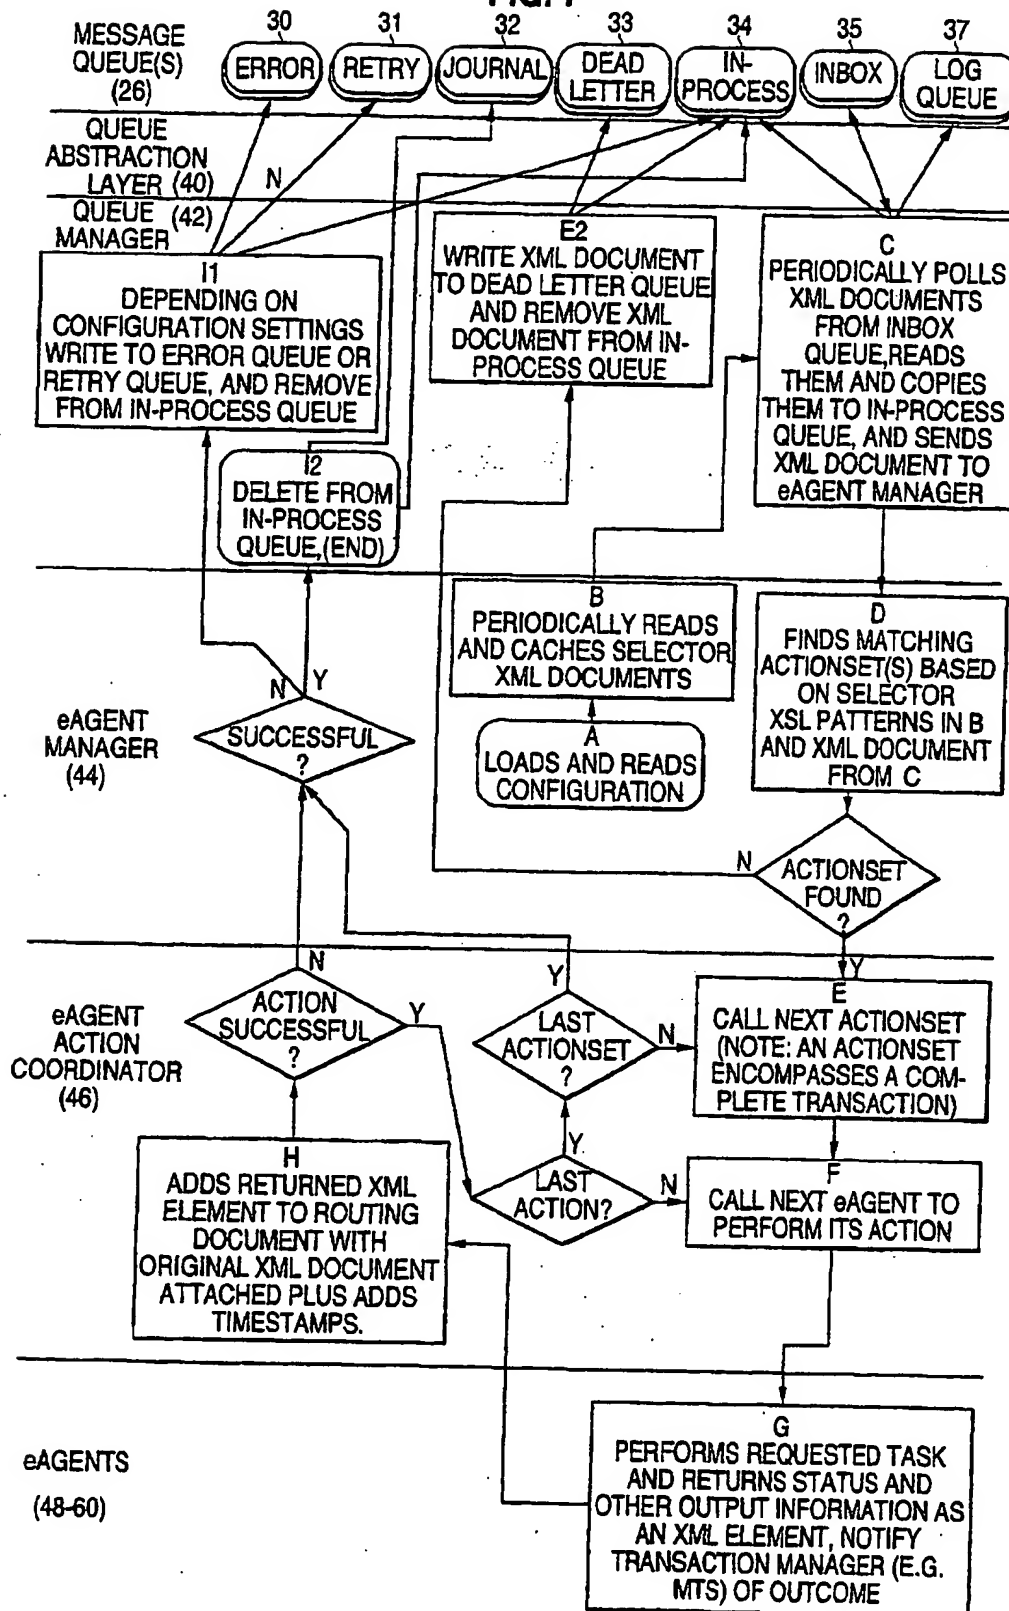 30
31
32
33
34
35
37
MESSAGE
QUEUE(S)
(26)
ERROR
RETRY
JOURNAL
DEAD
LETTER
IN-
PROCESS
INBOX
LOG
QUEUE
QUEUE
ABSTRACTION
LAYER (40)
N
QUEUE (42)
MANAGER
I1
DEPENDING ON
CONFIGURATION SETTINGS
WRITE TO ERROR QUEUE OR
RETRY QUEUE, AND REMOVE
FROM IN-PROCESS QUEUE
E2
WRITE XML DOCUMENT
TO DEAD LETTER QUEUE
AND REMOVE XML
DOCUMENT FROM IN-
PROCESS QUEUE
C
PERIODICALLY POLLS
XML DOCUMENTS
FROM INBOX
QUEUE,READS
THEM AND COPIES
THEM TO IN-PROCESS
QUEUE, AND SENDS
XML DOCUMENT TO
eAGENT MANAGER
I2
DELETE FROM
IN-PROCESS
QUEUE,(END)
eAGENT
MANAGER
(44)
N
Y
SUCCESSFUL
?
B
PERIODICALLY READS
AND CACHES SELECTOR
XML DOCUMENTS
A
LOADS AND READS
CONFIGURATION
D
FINDS MATCHING
ACTIONSET(S) BASED
ON SELECTOR
XSL PATTERNS IN B
AND XML DOCUMENT
FROM C
N
ACTIONSET
FOUND
?
Y
eAGENT
ACTION
COORDINATOR
(46)
N
ACTION
SUCCESSFUL
?
Y
Y
LAST
ACTIONSET
?
N
E
CALL NEXT ACTIONSET
(NOTE: AN ACTIONSET
ENCOMPASSES A COM-
PLETE TRANSACTION)
H
ADDS RETURNED XML
ELEMENT TO ROUTING
DOCUMENT WITH
ORIGINAL XML DOCUMENT
ATTACHED PLUS ADDS
TIMESTAMPS.
Y
LAST
ACTION?
N
F
CALL NEXT eAGENT TO
PERFORM ITS ACTION
eAGENTS
(48-60)
G
PERFORMS REQUESTED TASK
AND RETURNS STATUS AND
OTHER OUTPUT INFORMATION AS
AN XML ELEMENT, NOTIFY
TRANSACTION MANAGER (E.G.
MTS) OF OUTCOME